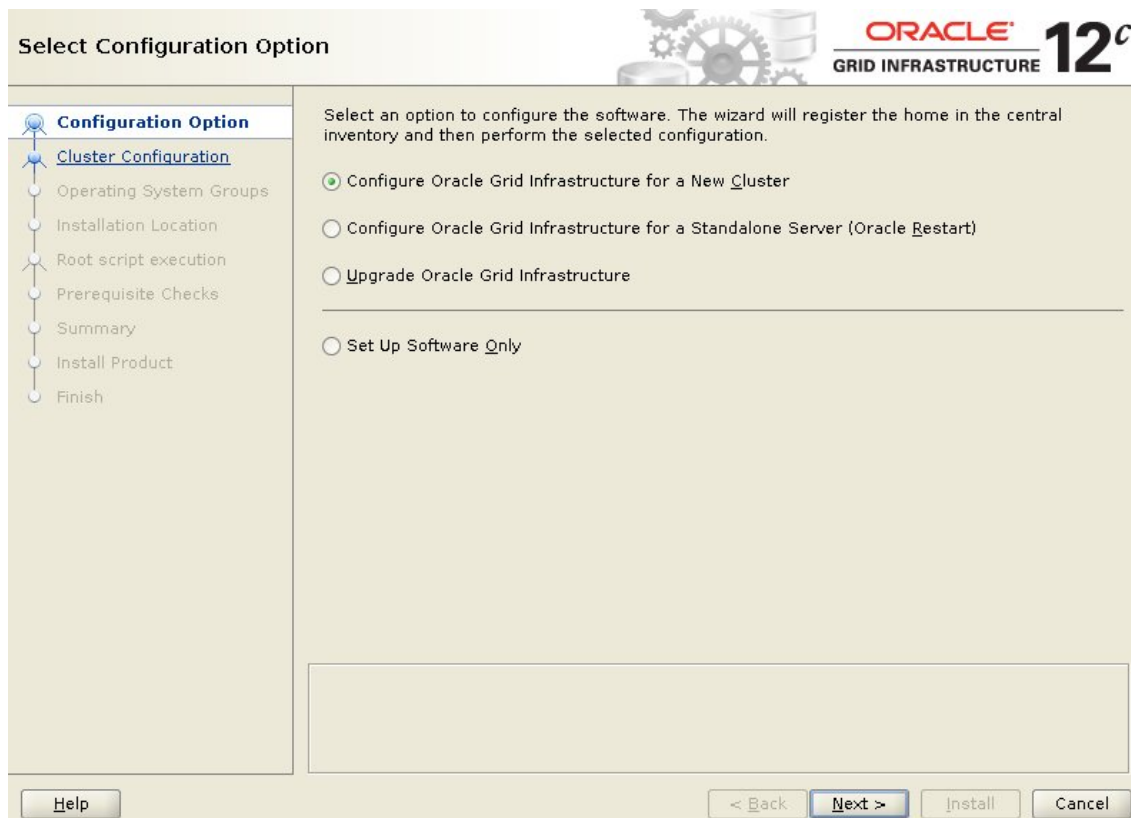 Select Configuration Option
ORACLE
GRID INFRASTRUCTURE
12c
Configuration Option
Cluster Configuration
Operating System Groups
Installation Location
Root script execution
Prerequisite Checks
Summary
Install Product
Finish
Select an option to configure the software. The wizard will register the home in the central
inventory and then perform the selected configuration.
Configure Oracle Grid Infrastructure for a New Cluster
Configure Oracle Grid Infrastructure for a Standalone Server (Oracle Restart)
Upgrade Oracle Grid Infrastructure
Set Up Software Only
Help
< Back
Next >
Install
Cancel